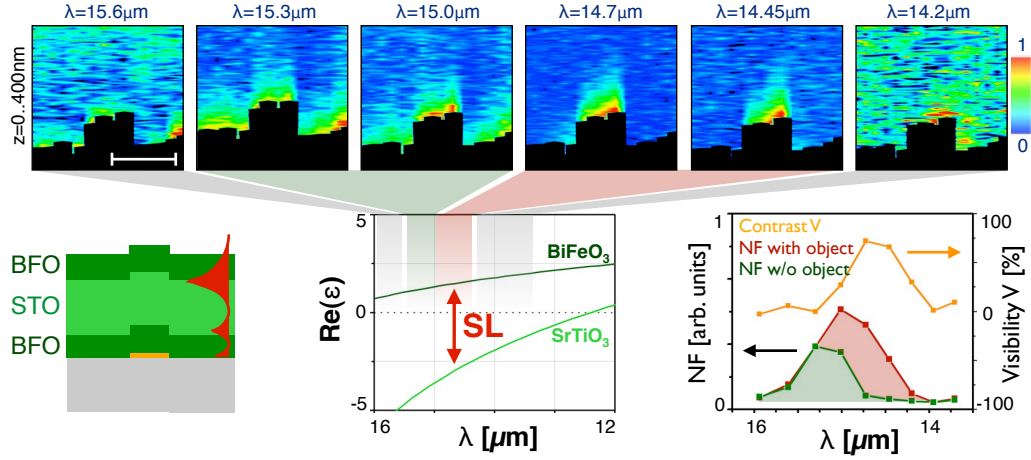 λ=15.6µm λ=15.3µm λ=15.0µm λ=14.7µm λ=14.45µm λ=14.2µm
z=0...400nm
1
0
BFO
STO
BFO
5
0
-5
Re(ε)
BiFeO3
SL
SrTiO3
16 12
λ [µm]
1
0
NF [arb. units]
Contrast V
NF with object
NF w/o object
100
0
-100
Visibility V [%]
16 14
λ [µm]